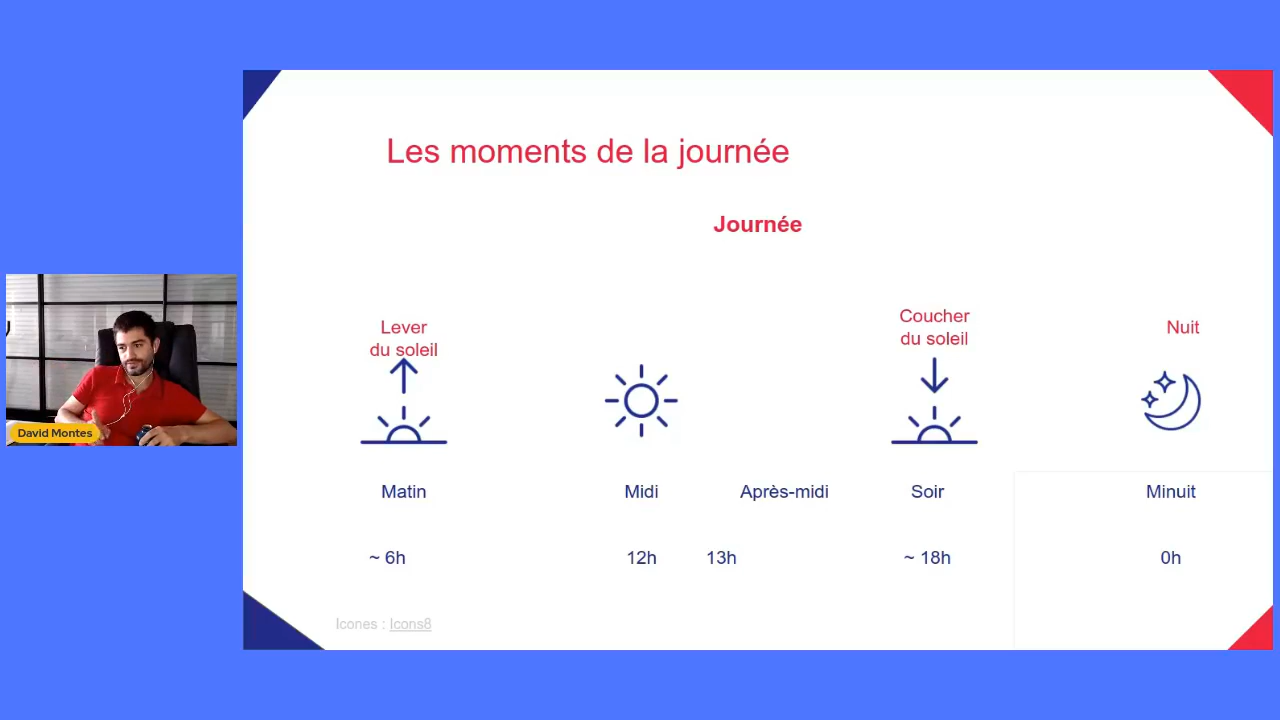 Les moments de la journée
Journée
Lever
du soleil
Coucher
du soleil
Nuit
Matin
Midi
Après-midi
Soir
Minuit
~ 6h
12h
13h
~ 18h
0h
Icones : Icons8
David Montes